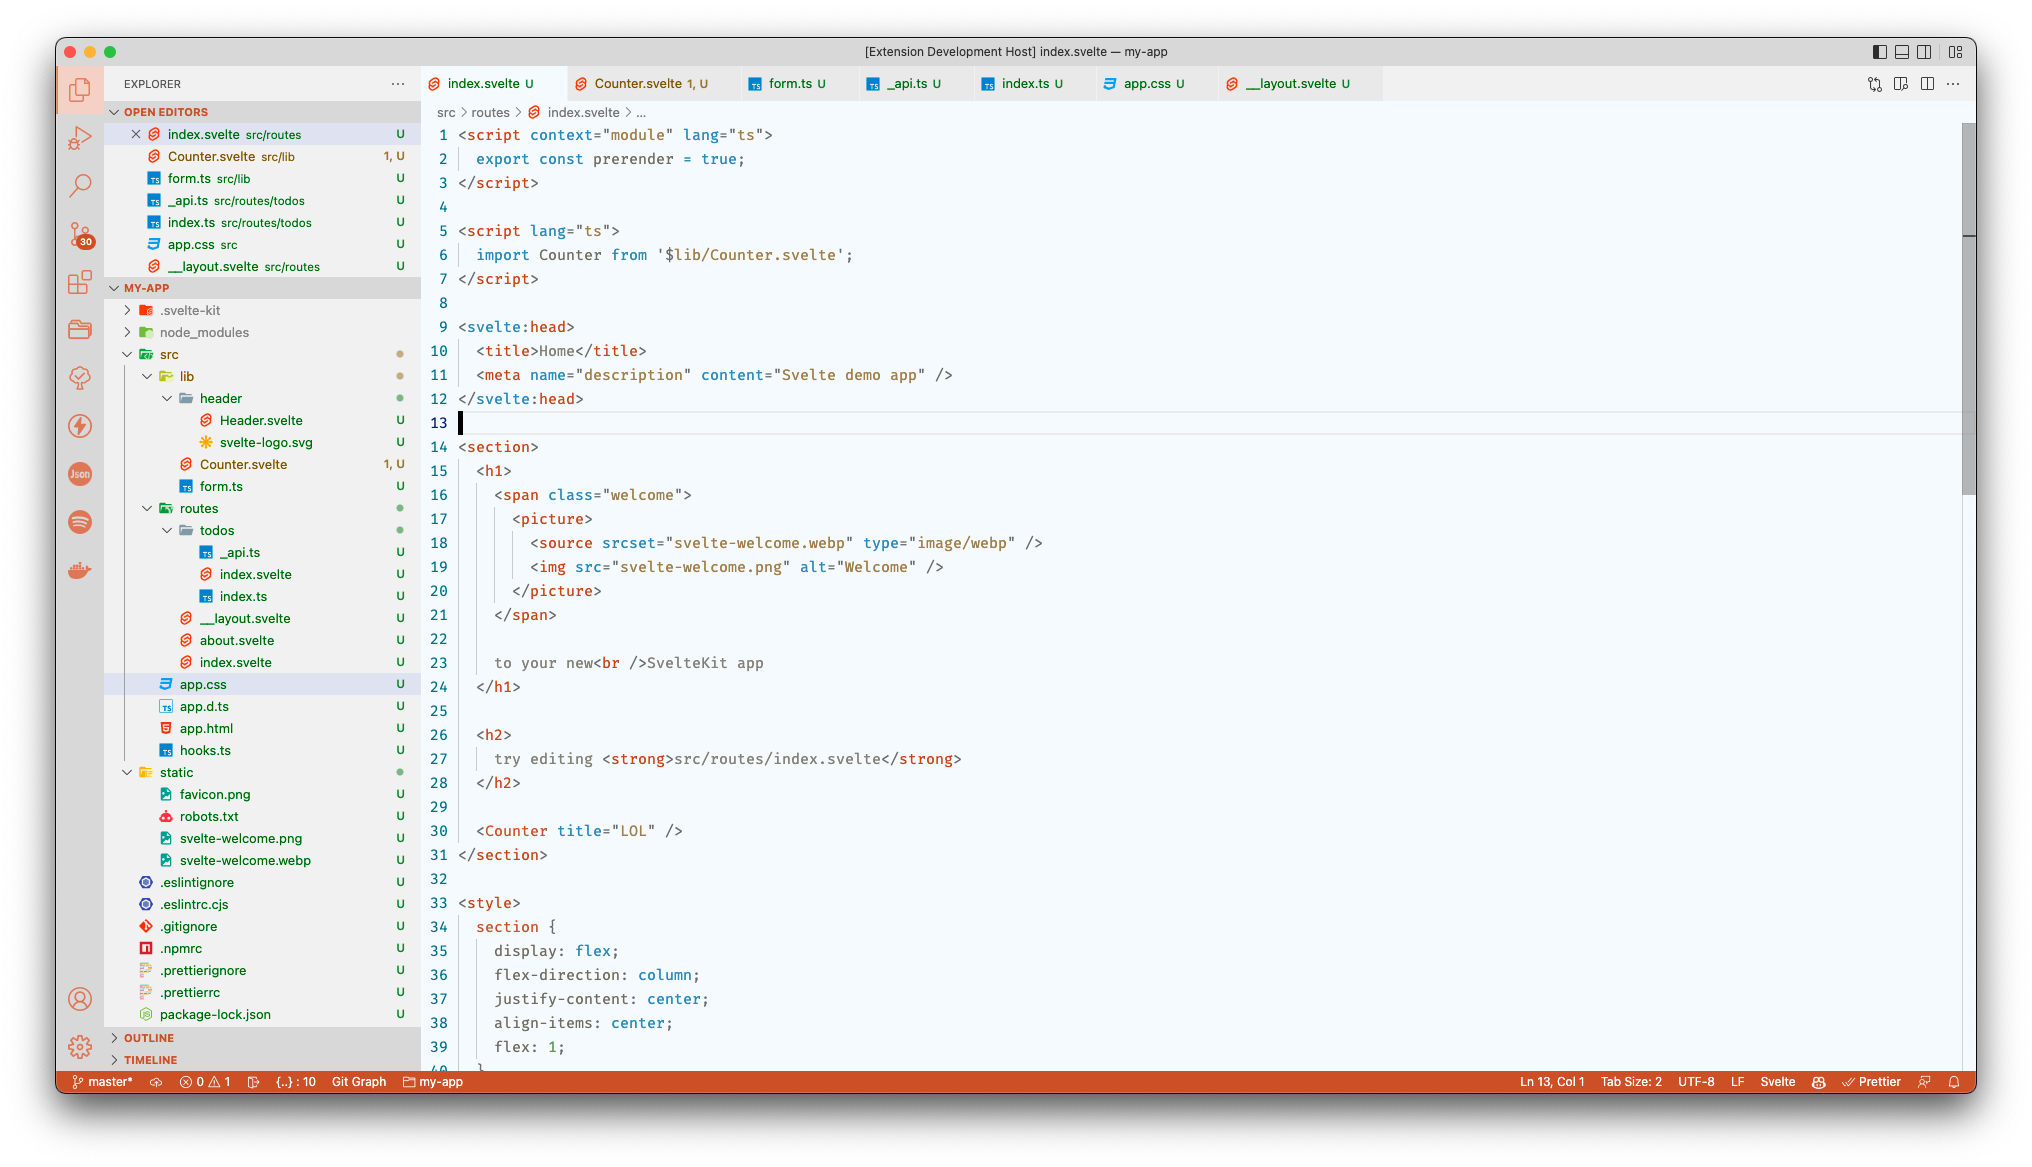 [Extension Development Host] index.svelte — my-app
EXPLORER
OPEN EDITORS
index.svelte src/routes U
Counter.svelte src/lib 1, U
form.ts src/lib U
_api.ts src/routes/todos U
index.ts src/routes/todos U
app.css src U
__layout.svelte src/routes U
MY-APP
.svelte-kit
node_modules
src
lib
header
Header.svelte U
svelte-logo.svg U
Counter.svelte 1, U
form.ts U
routes
todos
_api.ts U
index.svelte U
index.ts U
__layout.svelte U
about.svelte U
index.svelte U
app.css U
app.d.ts U
app.html U
hooks.ts U
static
favicon.png U
robots.txt U
svelte-welcome.png U
svelte-welcome.webp U
.eslintignore U
.eslintrc.cjs U
.gitignore U
.npmrc U
.prettierignore U
.prettierrc U
package-lock.json U
OUTLINE
TIMELINE
30
Json
index.svelte U Counter.svelte 1, U form.ts U _api.ts U index.ts U app.css U __layout.svelte U
src > routes > index.svelte > ...
1 <script context="module" lang="ts">
2 export const prerender = true;
3 </script>
4
5 <script lang="ts">
6 import Counter from '$lib/Counter.svelte';
7 </script>
8
9 <svelte:head>
10 <title>Home</title>
11 <meta name="description" content="Svelte demo app" />
12 </svelte:head>
13
14 <section>
15 <h1>
16 <span class="welcome">
17 <picture>
18 <source srcset="svelte-welcome.webp" type="image/webp" />
19 <img src="svelte-welcome.png" alt="Welcome" />
20 </picture>
21 </span>
22
23 to your new<br />SvelteKit app
24 </h1>
25
26 <h2>
27 try editing <strong>src/routes/index.svelte</strong>
28 </h2>
29
30 <Counter title="LOL" />
31 </section>
32
33 <style>
34 section {
35 display: flex;
36 flex-direction: column;
37 justify-content: center;
38 align-items: center;
39 flex: 1;
40 }
master* 0 1 {..} : 10 Git Graph my-app Ln 13, Col 1 Tab Size: 2 UTF-8 LF Svelte Prettier